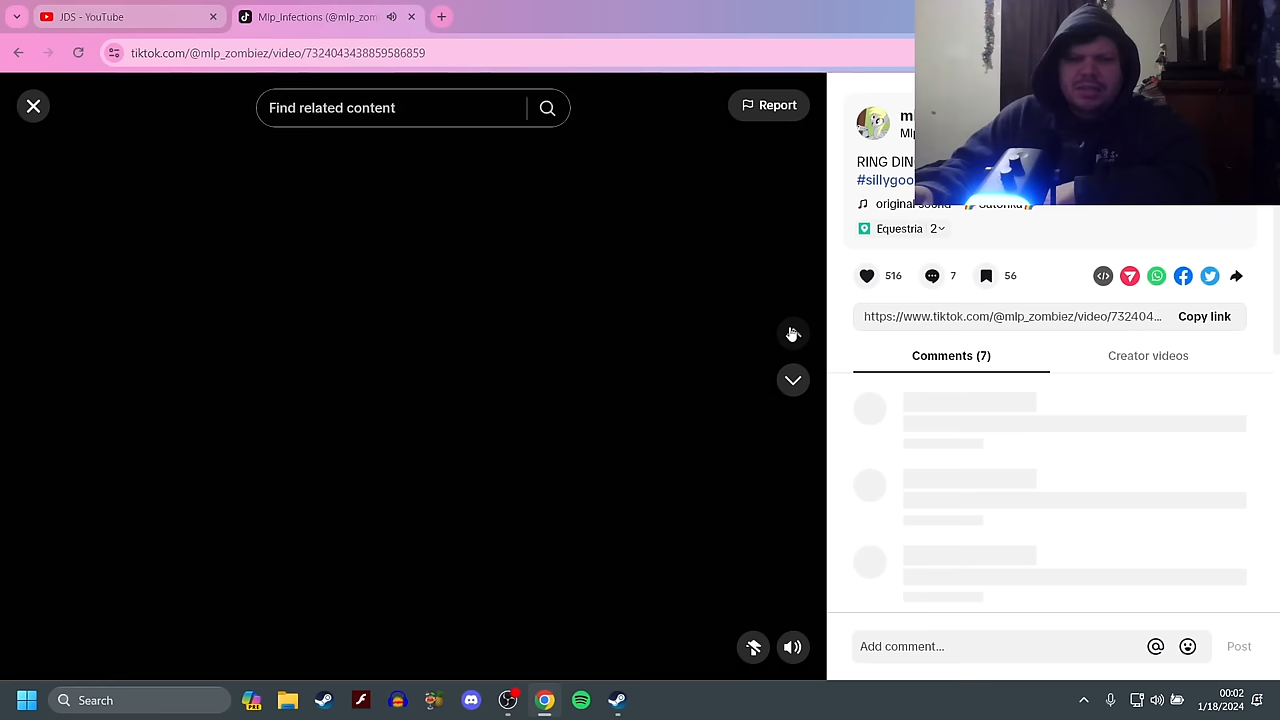 JDS - YouTube
Mlp_Infections (@mlp_zom
tiktok.com/@mlp_zombiez/video/7324043438859586859
Find related content
Report
RING DIN
#sillygoo
original sound
Equestria 2
516
7
56
https://www.tiktok.com/@mlp_zombiez/video/732404...
Copy link
Comments (7)
Creator videos
Add comment...
Post
Search
PRE
00:02
1/18/2024